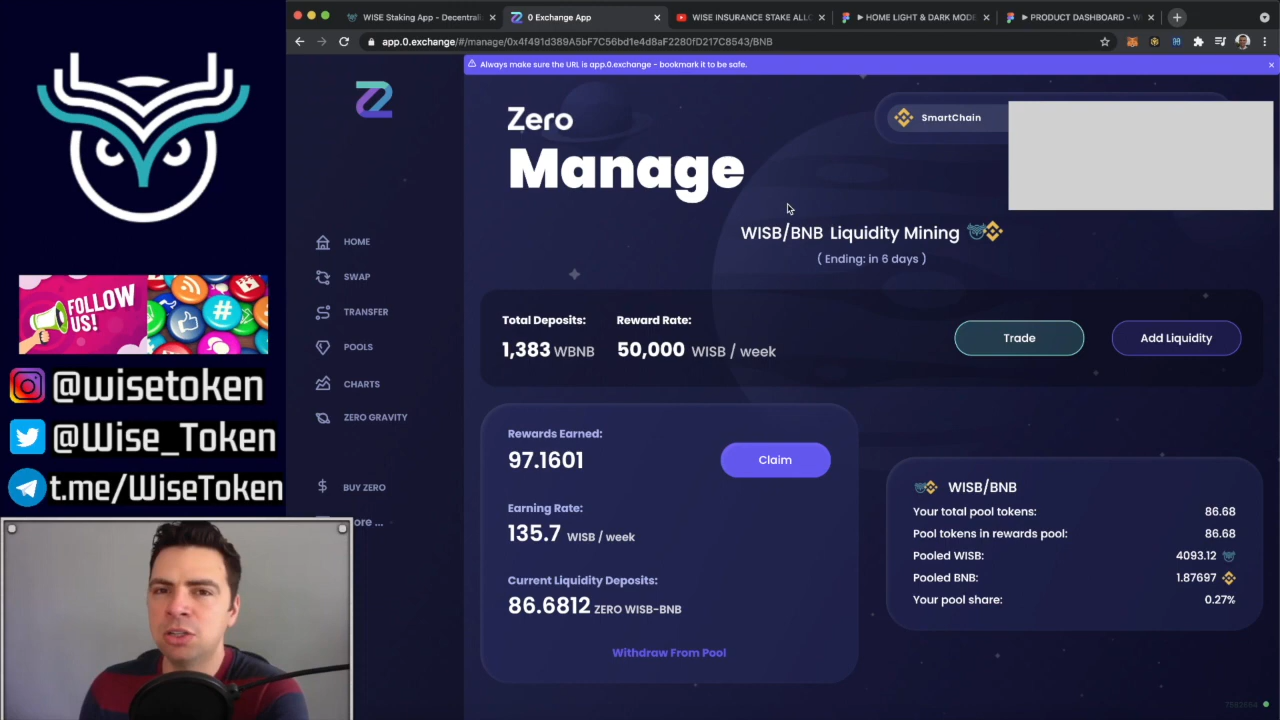 WISE Staking App - Decentrali
0 Exchange App
WISE INSURANCE STAKE ALLO
HOME LIGHT & DARK MODE
PRODUCT DASHBOARD - W
app.0.exchange/#/manage/0x4f491d389A5bF7C56bd1e4d8aF2280fD217C8543/BNB
Always make sure the URL is app.0.exchange - bookmark it to be safe.
Zero
Manage
SmartChain
WISB/BNB Liquidity Mining
( Ending: in 6 days )
HOME
SWAP
TRANSFER
POOLS
CHARTS
ZERO GRAVITY
BUY ZERO
ore ...
FOLLOW
US!
@wisetoken
@Wise_Token
t.me/WiseToken
Total Deposits:
1,383 WBNB
Reward Rate:
50,000 WISB / week
Trade
Add Liquidity
Rewards Earned:
97.1601
Claim
Earning Rate:
135.7 WISB / week
Current Liquidity Deposits:
86.6812 ZERO WISB-BNB
Withdraw From Pool
WISB/BNB
Your total pool tokens: 86.68
Pool tokens in rewards pool: 86.68
Pooled WISB: 4093.12
Pooled BNB: 1.87697
Your pool share: 0.27%